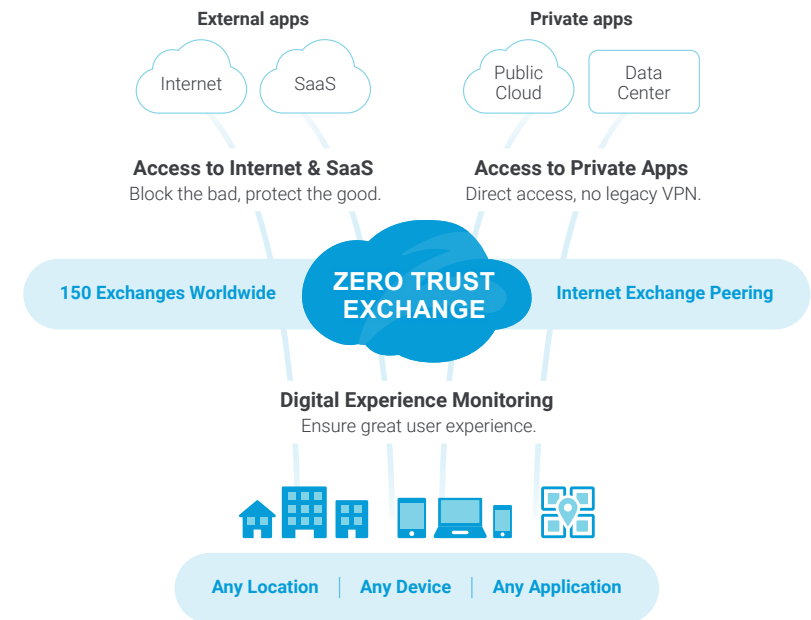 External apps
Private apps
Internet
SaaS
Public
Cloud
Data
Center
Access to Internet & SaaS
Block the bad, protect the good.
Access to Private Apps
Direct access, no legacy VPN.
150 Exchanges Worldwide
ZERO TRUST
EXCHANGE
Internet Exchange Peering
Digital Experience Monitoring
Ensure great user experience.
Any Location | Any Device | Any Application